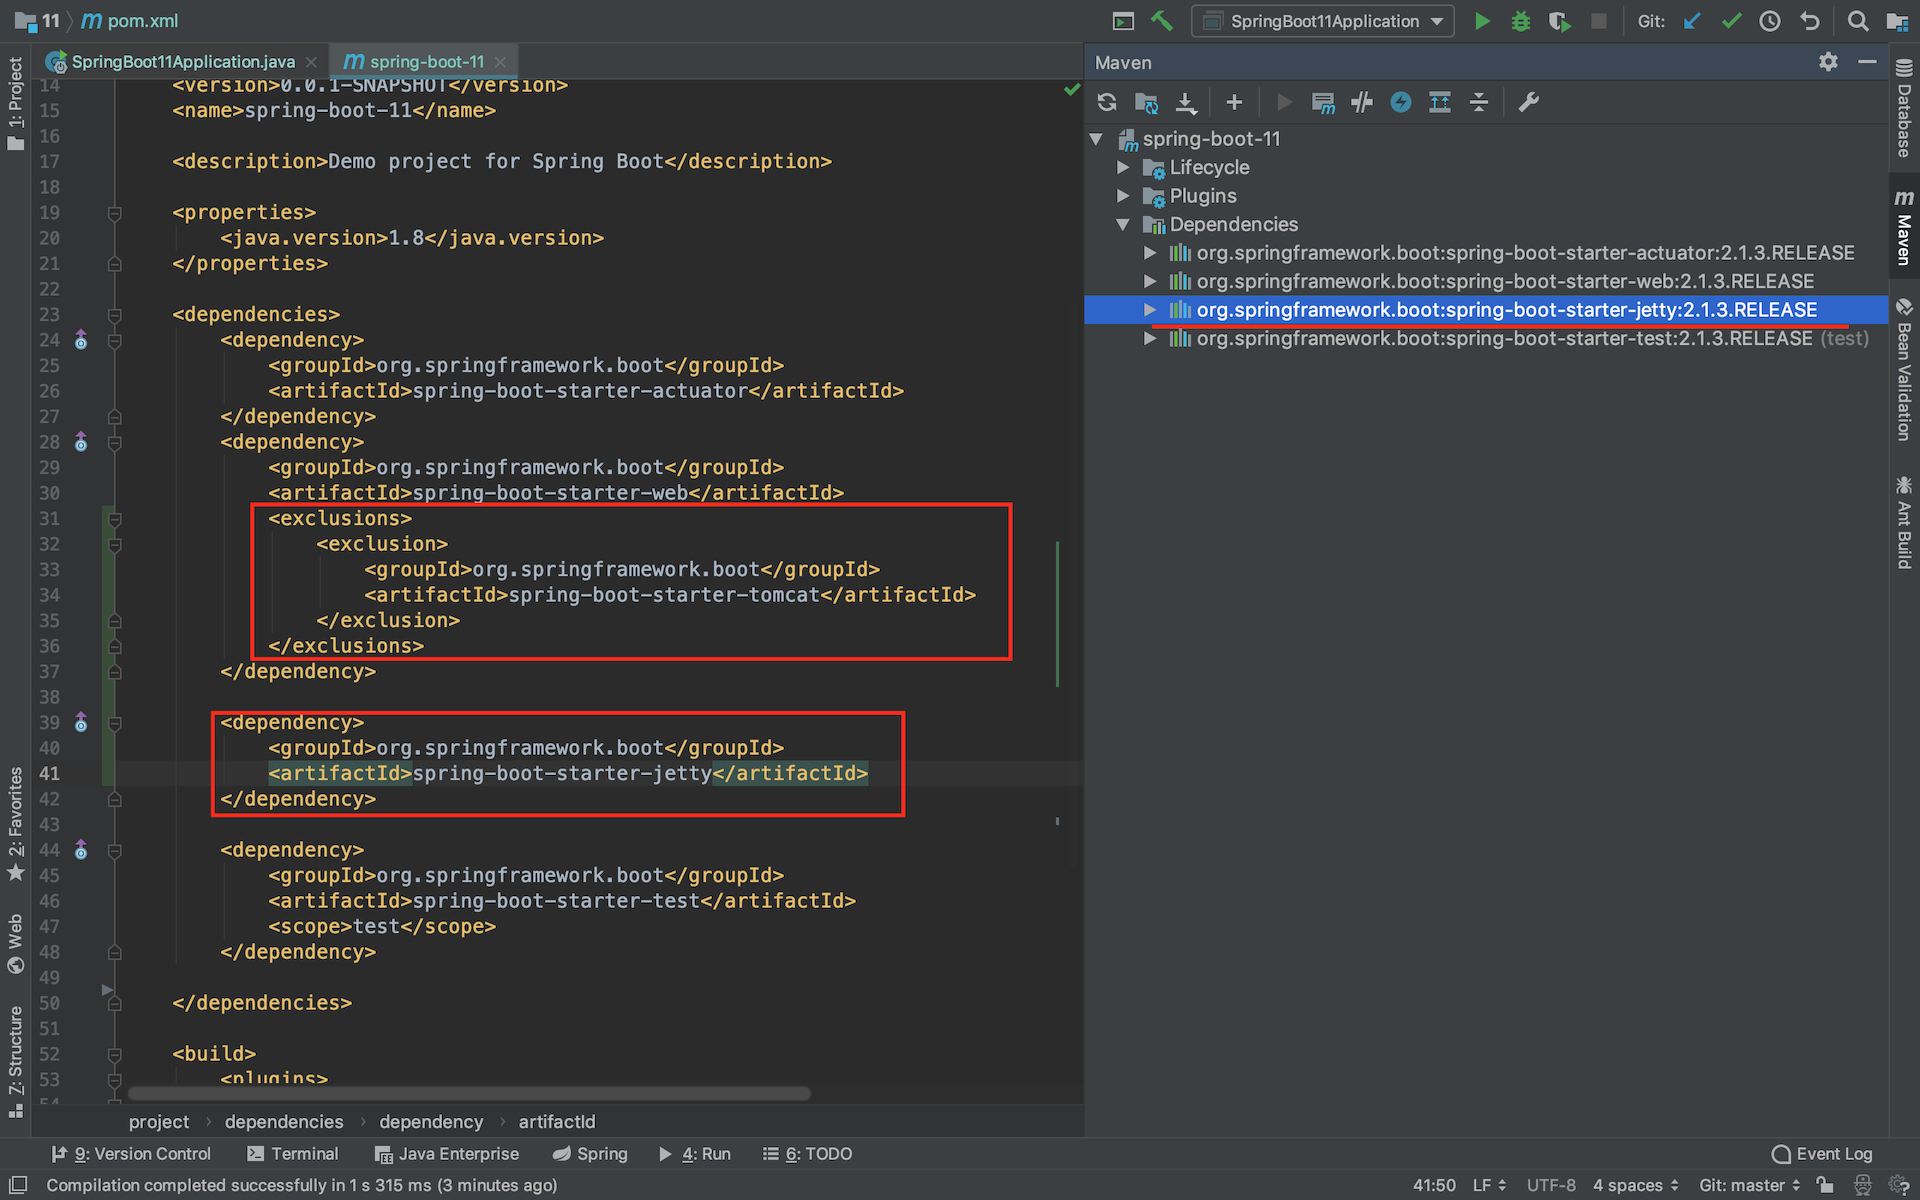 11 pom.xml
SpringBoot11Application
Git:
SpringBoot11Application.java
spring-boot-11
Maven
1: Project
2: Favorites
Web
Z: Structure
14 <version>0.0.1-SNAPSHOT</version>
15 <name>spring-boot-11</name>
16
17 <description>Demo project for Spring Boot</description>
18
19 <properties>
20 <java.version>1.8</java.version>
21 </properties>
22
23 <dependencies>
24 <dependency>
25 <groupId>org.springframework.boot</groupId>
26 <artifactId>spring-boot-starter-actuator</artifactId>
27 </dependency>
28 <dependency>
29 <groupId>org.springframework.boot</groupId>
30 <artifactId>spring-boot-starter-web</artifactId>
31 <exclusions>
32 <exclusion>
33 <groupId>org.springframework.boot</groupId>
34 <artifactId>spring-boot-starter-tomcat</artifactId>
35 </exclusion>
36 </exclusions>
37 </dependency>
38
39 <dependency>
40 <groupId>org.springframework.boot</groupId>
41 <artifactId>spring-boot-starter-jetty</artifactId>
42 </dependency>
43
44 <dependency>
45 <groupId>org.springframework.boot</groupId>
46 <artifactId>spring-boot-starter-test</artifactId>
47 <scope>test</scope>
48 </dependency>
49
50 </dependencies>
51
52 <build>
53 <plugins>
54
spring-boot-11
Lifecycle
Plugins
Dependencies
org.springframework.boot:spring-boot-starter-actuator:2.1.3.RELEASE
org.springframework.boot:spring-boot-starter-web:2.1.3.RELEASE
org.springframework.boot:spring-boot-starter-jetty:2.1.3.RELEASE
org.springframework.boot:spring-boot-starter-test:2.1.3.RELEASE (test)
Database
Maven
Bean Validation
Ant Build
project dependencies dependency artifactId
9: Version Control Terminal Java Enterprise Spring 4: Run 6: TODO Event Log
Compilation completed successfully in 1 s 315 ms (3 minutes ago) 41:50 LF UTF-8 4 spaces Git: master